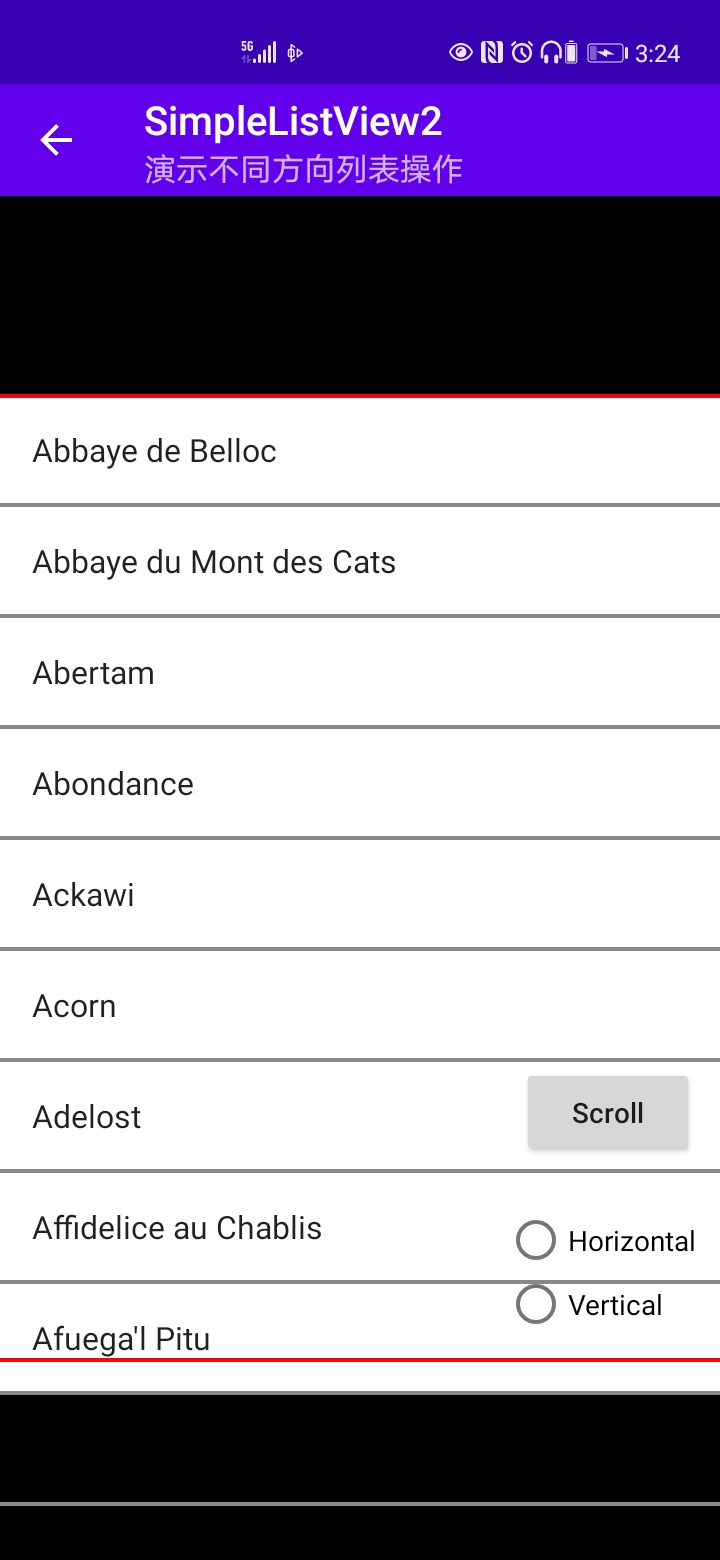 5G 3:24
SimpleListView2
演示不同方向列表操作
Abbaye de Belloc
Abbaye du Mont des Cats
Abertam
Abondance
Ackawi
Acorn
Adelost
Scroll
Affidelice au Chablis
Horizontal
Vertical
Afuega'l Pitu